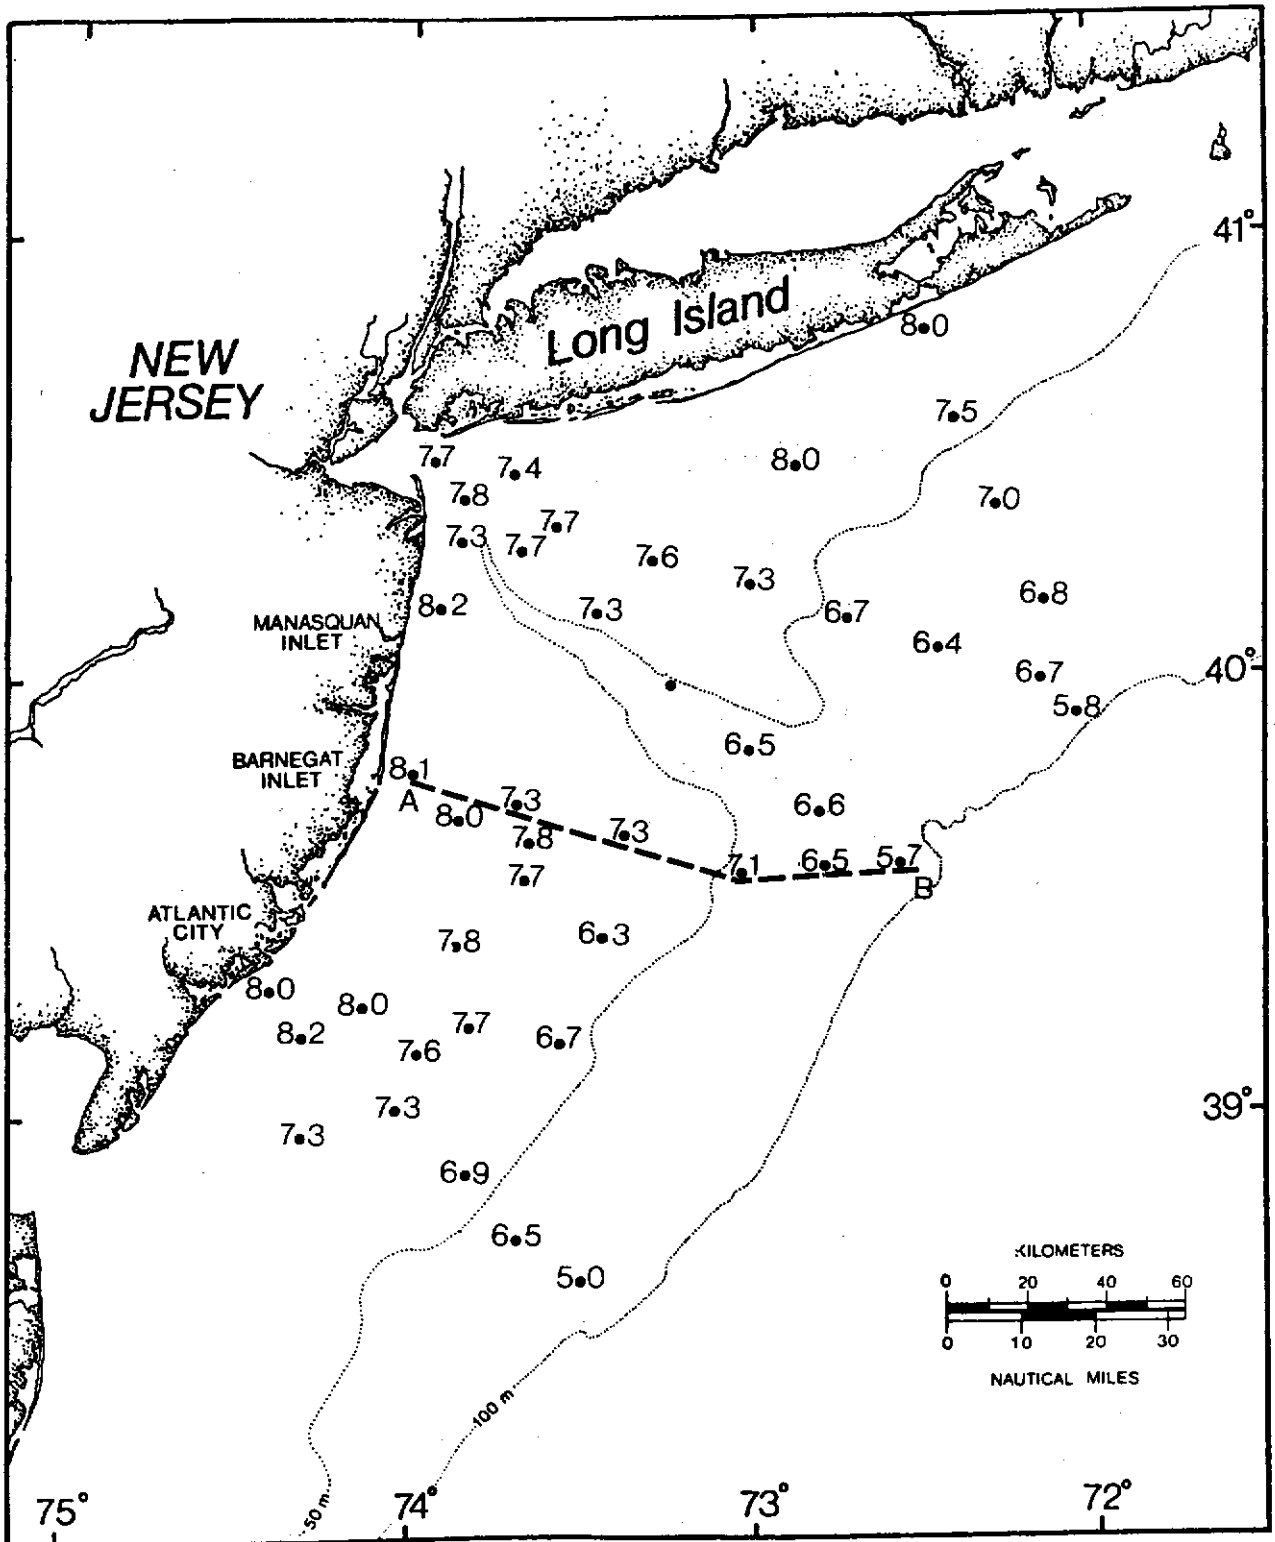 41°
Long Island
8.0
NEW
JERSEY
7.5
7.7
7.4
8.0
7.8
7.0
7.7
7.3
7.7
7.6
7.3
6.8
8.2
7.3
6.7
MANASQUAN
INLET
6.4
40°
6.7
5.8
6.5
BARNEGAT
INLET
8.1
A
7.3
6.6
8.0
7.8
7.3
7.1
6.5
5.7
B
7.7
ATLANTIC
CITY
7.8
6.3
8.0
8.0
8.2
7.7
7.6
6.7
39°
7.3
7.3
6.9
6.5
5.0
KILOMETERS
0 20 40 60
0 10 20 30
NAUTICAL MILES
100 m
50 m
75° 74° 73° 72°